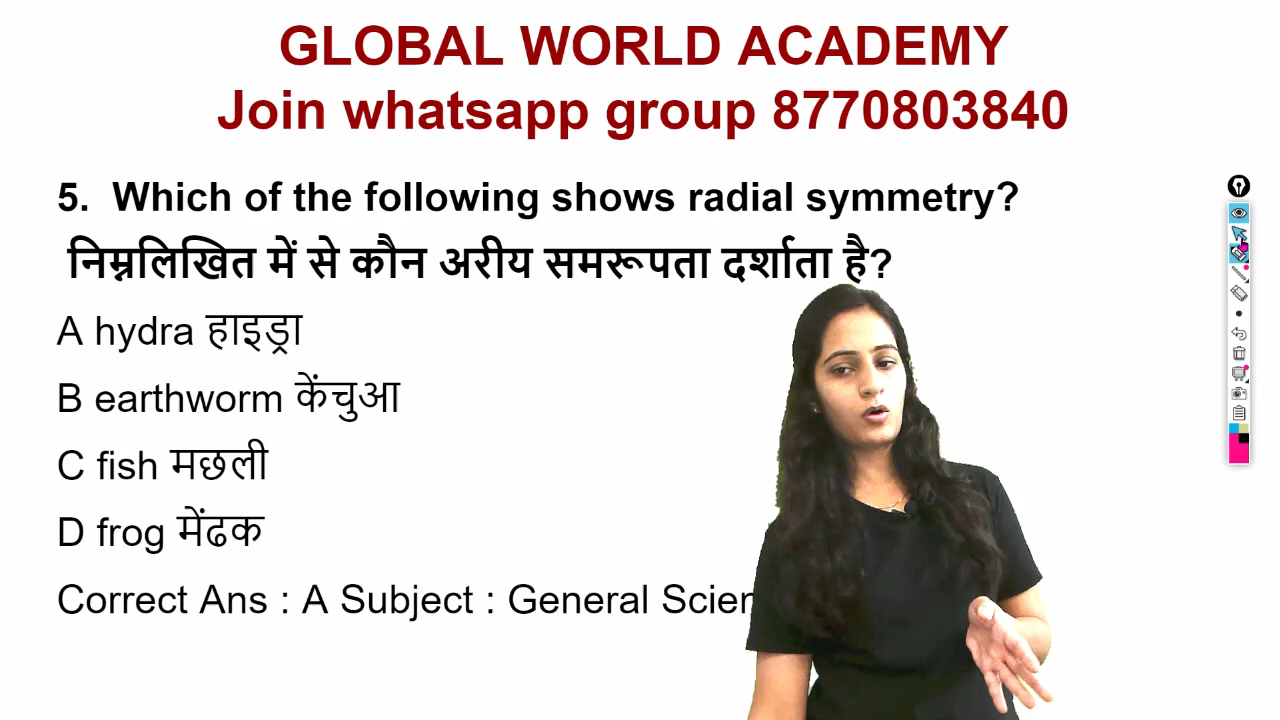 GLOBAL WORLD ACADEMY
Join whatsapp group 8770803840
5. Which of the following shows radial symmetry?
निम्नलिखित में से कौन अरीय समरूपता दर्शाता है?
A hydra हाइड्रा
B earthworm केंचुआ
C fish मछली
D frog मेंढक
Correct Ans : A Subject : General